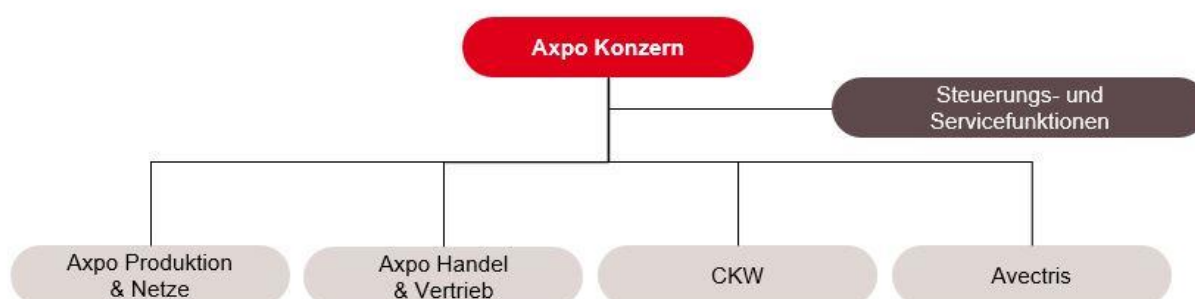 Axpo Konzern
Steuerungs- und
Servicefunktionen
Axpo Produktion
& Netze
Axpo Handel
& Vertrieb
CKW
Avectris